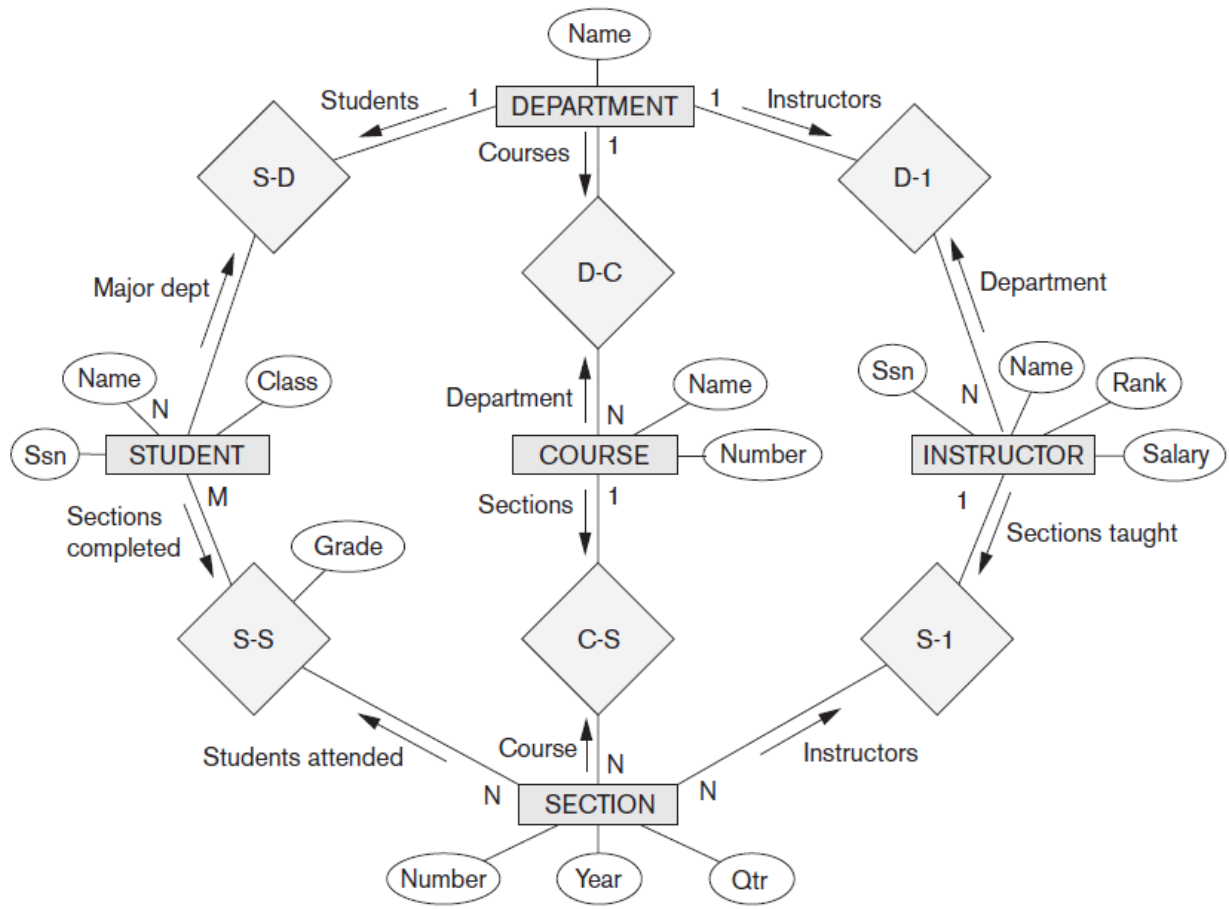 Name
Students
1
DEPARTMENT
1
Instructors
Courses
1
S-D
D-1
D-C
Major dept
Department
Name
Class
N
Ssn
STUDENT
Department
N
Name
COURSE
Number
Ssn
Name
Rank
N
INSTRUCTOR
Salary
M
Sections
completed
Grade
Sections
1
1
Sections taught
S-S
C-S
S-1
Students attended
Course
N
Instructors
N
SECTION
N
Number
Year
Qtr